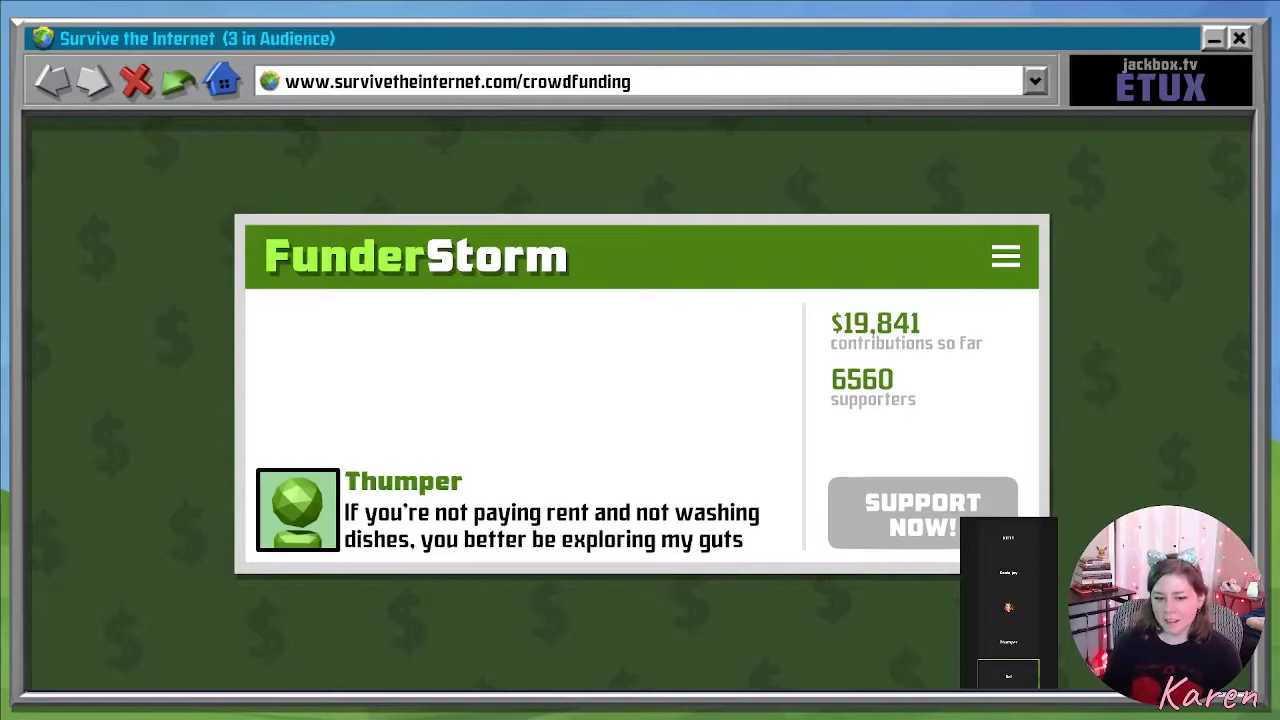 Survive the Internet (3 in Audience)
www.survivetheinternet.com/crowdfunding
jackbox.tv
ETUX
FunderStorm
$19,841
contributions so far
6560
supporters
Thumper
If you're not paying rent and not washing
dishes, you better be exploring my guts
SUPPORT
NOW!
KITTY
Thumper
Karen